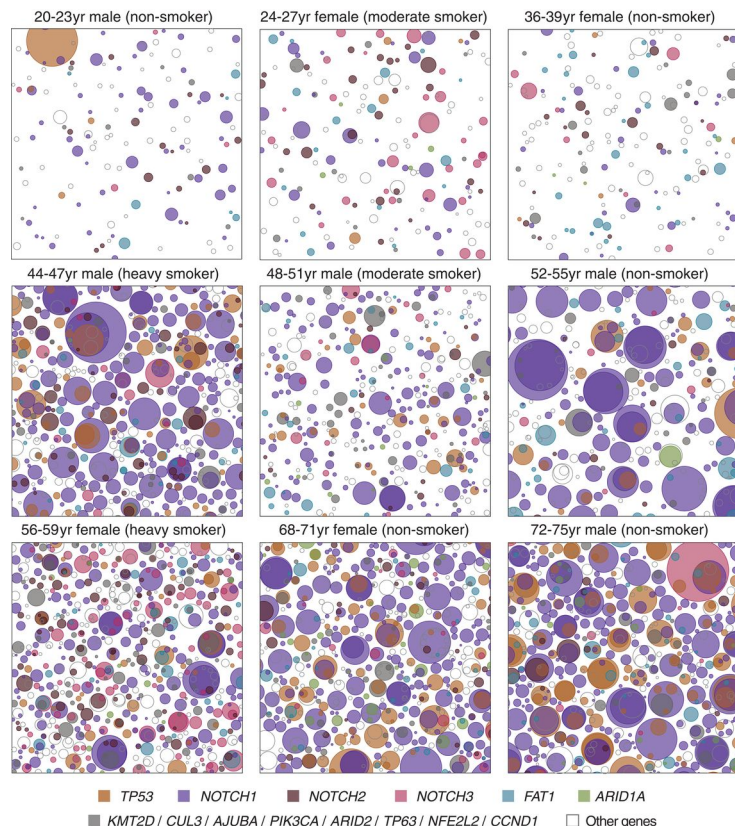 20-23yr male (non-smoker) 24-27yr female (moderate smoker) 36-39yr female (non-smoker)
44-47yr male (heavy smoker) 48-51yr male (moderate smoker) 52-55yr male (non-smoker)
56-59yr female (heavy smoker) 68-71yr female (non-smoker) 72-75yr male (non-smoker)
TP53 NOTCH1 NOTCH2 NOTCH3 FAT1 ARID1A
KMT2D / CUL3 / AJUBA / PIK3CA / ARID2 / TP63 / NFE2L2 / CCND1 Other genes